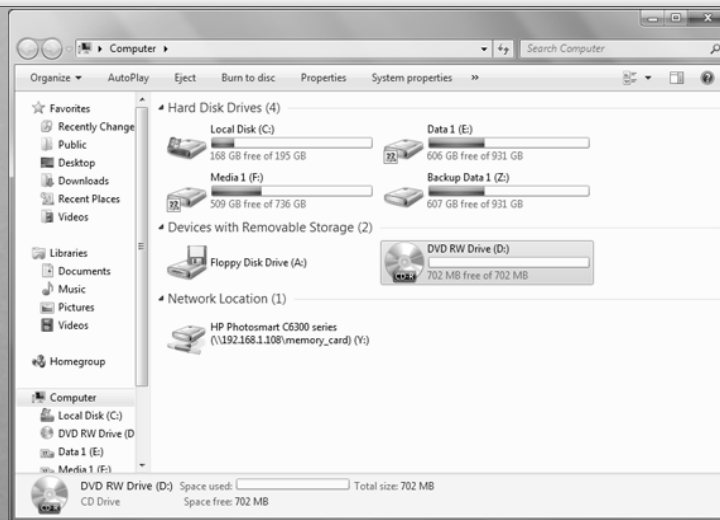 Computer
Search Computer
Organize AutoPlay Eject Burn to disc Properties System properties »
Favorites
Recently Change
Public
Desktop
Downloads
Recent Places
Videos
Libraries
Documents
Music
Pictures
Videos
Homegroup
Computer
Local Disk (C:)
DVD RW Drive (D
Data 1 (E:)
Media 1 (F:)
Hard Disk Drives (4)
Local Disk (C:)
168 GB free of 195 GB
Data 1 (E:)
606 GB free of 931 GB
Media 1 (F:)
509 GB free of 736 GB
Backup Data 1 (Z:)
607 GB free of 931 GB
Devices with Removable Storage (2)
Floppy Disk Drive (A:)
DVD RW Drive (D:)
CD-R
702 MB free of 702 MB
Network Location (1)
HP Photosmart C6300 series
(\\192.168.1.108\memory_card) (Y:)
CD-R
DVD RW Drive (D:) Space used: Total size: 702 MB
CD Drive Space free: 702 MB